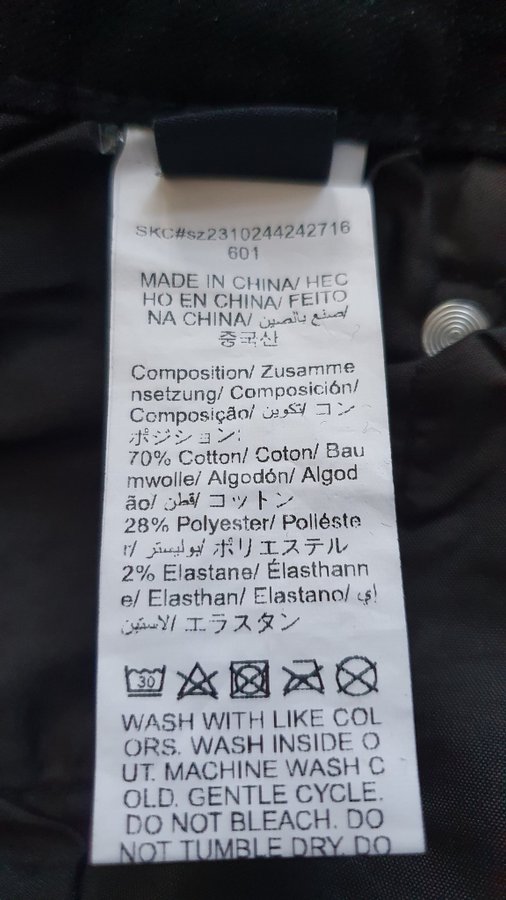 SKC#sz2310244242716
601
MADE IN CHINA/ HEC
HO EN CHINA/ FEITO
NA CHINA/ صنع بالصين/
중국산
Composition/ Zusamme
nsetzung/ Composición/
Composição/ تكوين/ コン
ポジション:
70% Cotton/ Coton/ Bau
mwolle/ Algodón/ Algod
ão/ قطن/ コットン
28% Polyester/ Poliéste
r/ بوليستر/ ポリエステル
2% Elastane/ Élasthann
e/ Elasthan/ Elastano/ إي
الاستين/ エラスタン
30
WASH WITH LIKE COL
ORS. WASH INSIDE O
UT. MACHINE WASH C
OLD. GENTLE CYCLE.
DO NOT BLEACH. DO
NOT TUMBLE DRY. DO